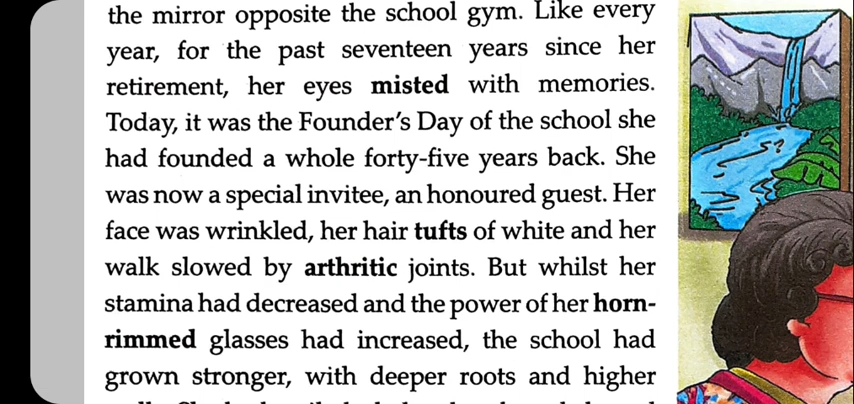 the mirror opposite the school gym. Like every
year, for the past seventeen years since her
retirement, her eyes misted with memories.
Today, it was the Founder's Day of the school she
had founded a whole forty-five years back. She
was now a special invitee, an honoured guest. Her
face was wrinkled, her hair tufts of white and her
walk slowed by arthritic joints. But whilst her
stamina had decreased and the power of her horn-
rimmed glasses had increased, the school had
grown stronger, with deeper roots and higher